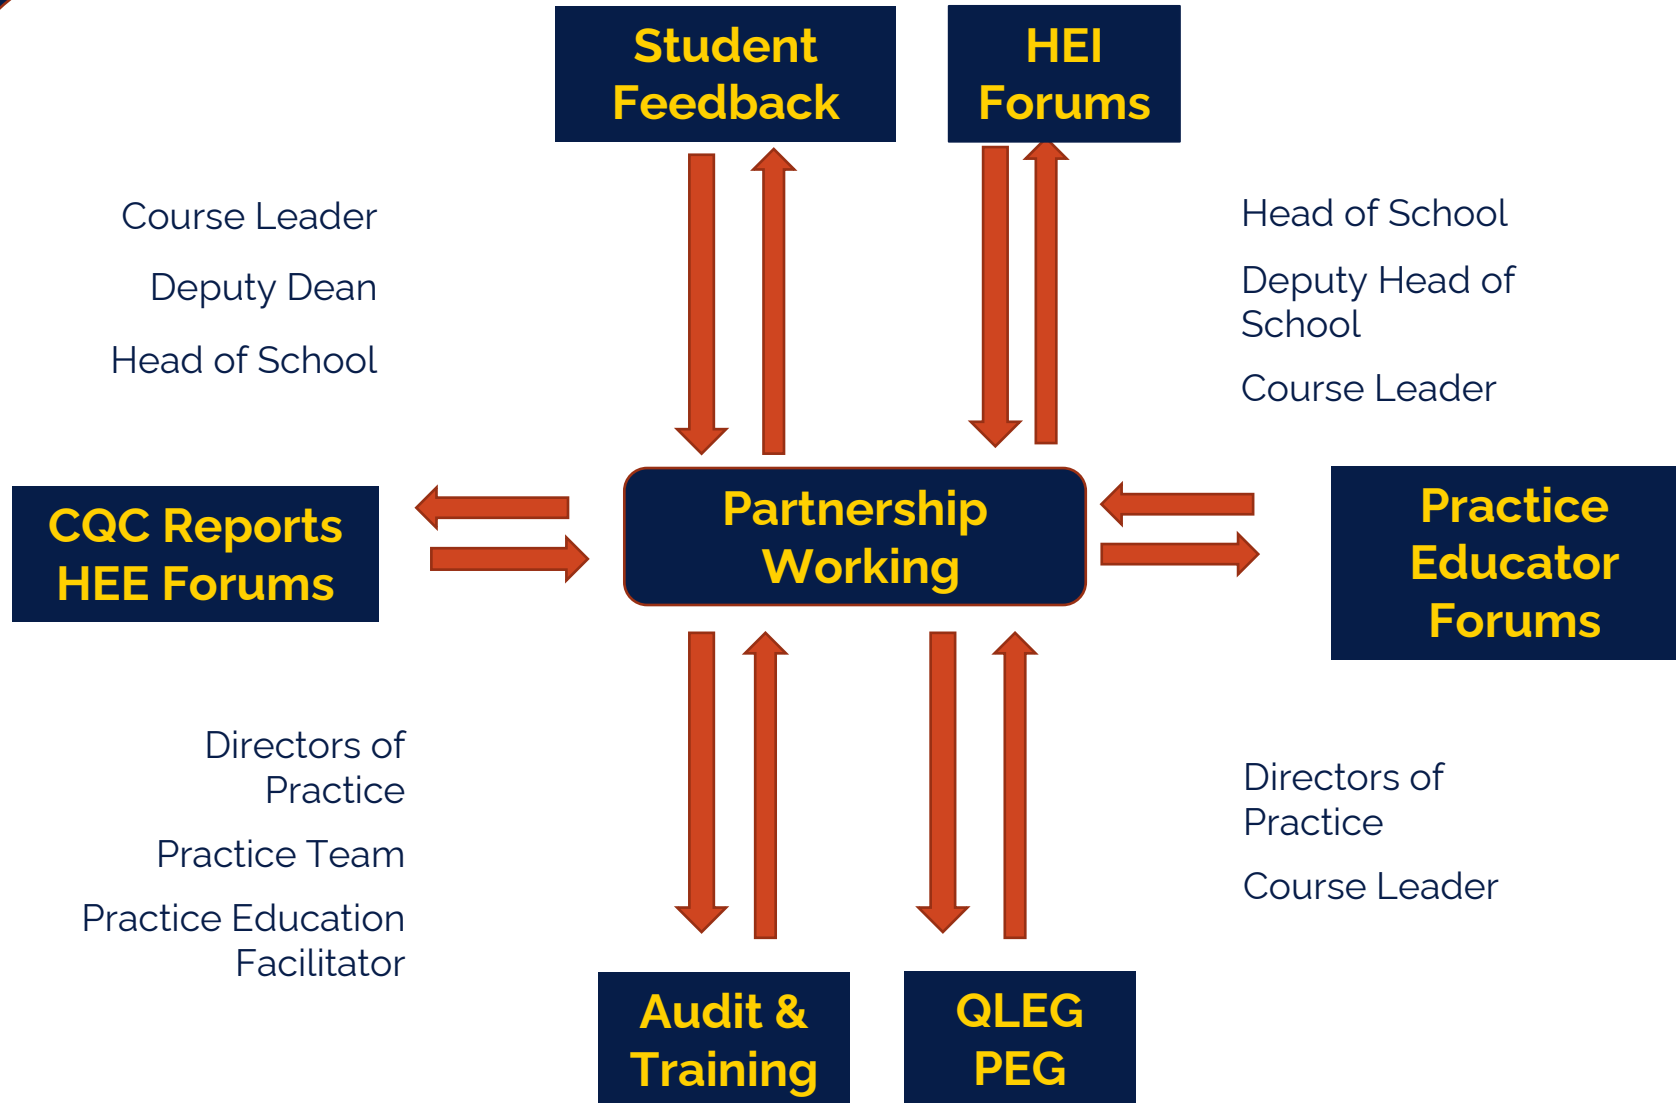 Student
Feedback
HEI
Forums
Course Leader
Deputy Dean
Head of School
Head of School
Deputy Head of
School
Course Leader
CQC Reports
HEE Forums
Partnership
Working
Practice
Educator
Forums
Directors of
Practice
Practice Team
Practice Education
Facilitator
Directors of
Practice
Course Leader
Audit &
Training
QLEG
PEG